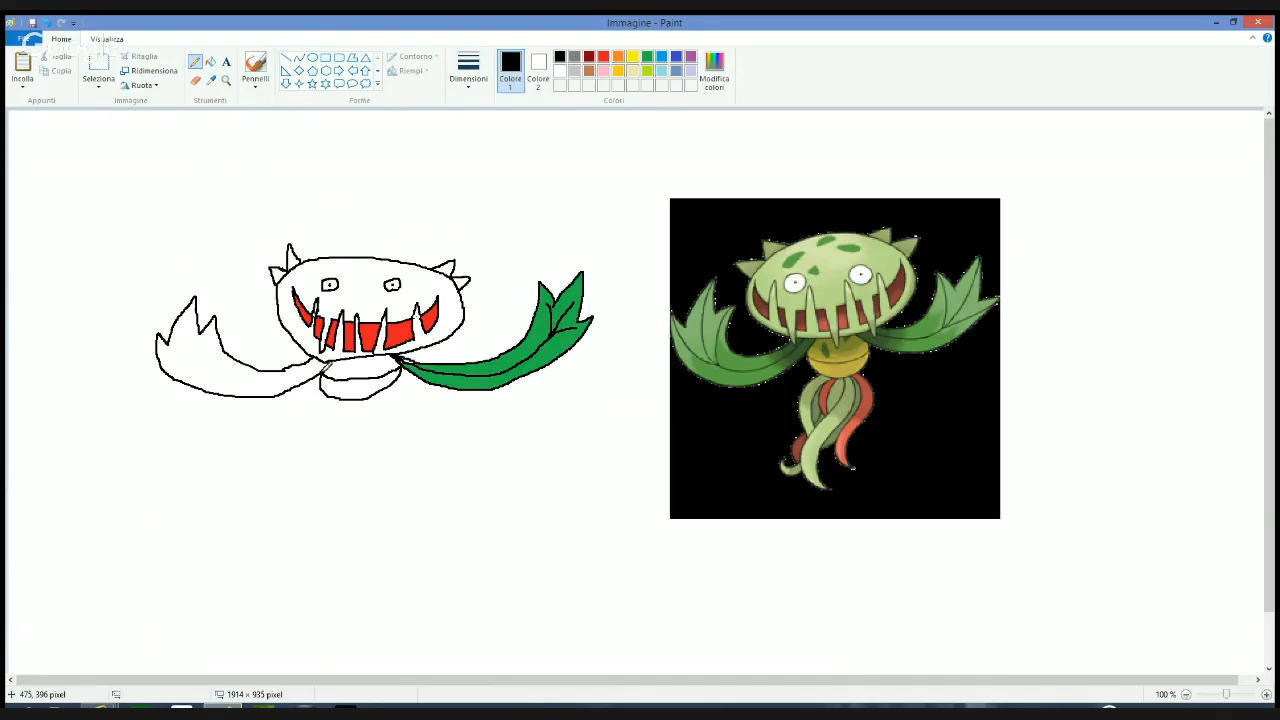 Immagine - Paint
File Home Visualizza
Incolla
Taglia
Copia
Appunti
Seleziona
Ritaglia
Ridimensiona
Ruota
Immagine
Strumenti
Pennelli
Contorno
Riempi
Forme
Dimensioni
Colore 1
Colore 2
Modifica colori
Colori
475, 396 pixel
1914 × 935 pixel
100 %